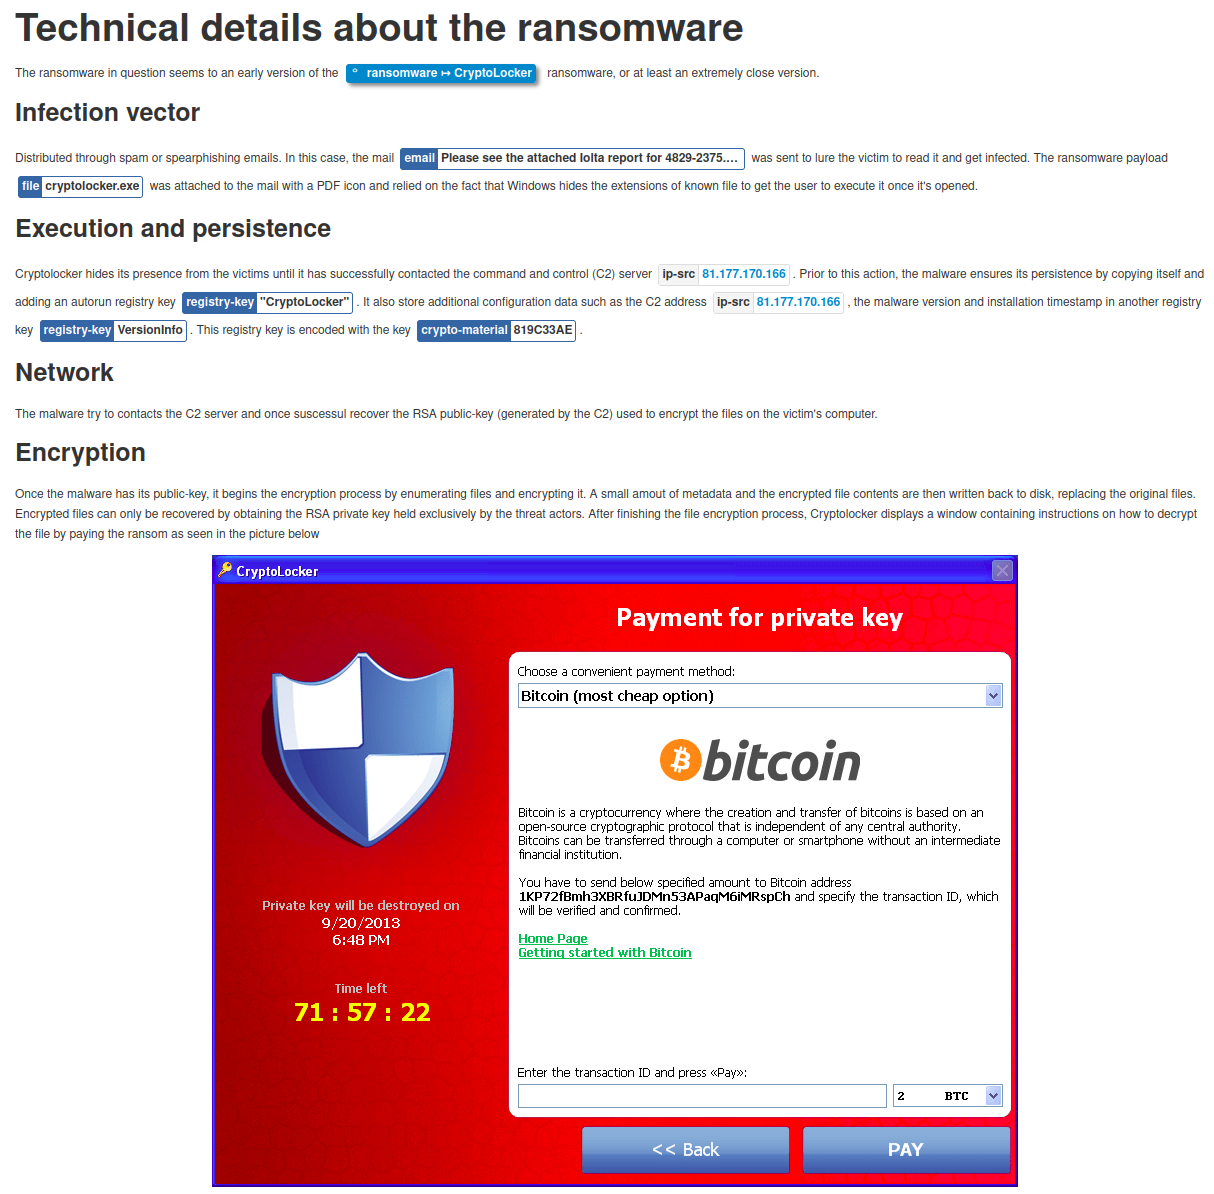 Technical details about the ransomware
The ransomware in question seems to an early version of the ransomware ↦ CryptoLocker ransomware, or at least an extremely close version.
Infection vector
Distributed through spam or spearphishing emails. In this case, the mail email Please see the attached Iolta report for 4829-2375.... was sent to lure the victim to read it and get infected. The ransomware payload
file cryptolocker.exe was attached to the mail with a PDF icon and relied on the fact that Windows hides the extensions of known file to get the user to execute it once it's opened.
Execution and persistence
Cryptolocker hides its presence from the victims until it has successfully contacted the command and control (C2) server ip-src 81.177.170.166 . Prior to this action, the malware ensures its persistence by copying itself and
adding an autorun registry key registry-key "CryptoLocker" . It also store additional configuration data such as the C2 address ip-src 81.177.170.166 , the malware version and installation timestamp in another registry
key registry-key VersionInfo . This registry key is encoded with the key crypto-material 819C33AE .
Network
The malware try to contacts the C2 server and once suscessul recover the RSA public-key (generated by the C2) used to encrypt the files on the victim's computer.
Encryption
Once the malware has its public-key, it begins the encryption process by enumerating files and encrypting it. A small amout of metadata and the encrypted file contents are then written back to disk, replacing the original files.
Encrypted files can only be recovered by obtaining the RSA private key held exclusively by the threat actors. After finishing the file encryption process, Cryptolocker displays a window containing instructions on how to decrypt
the file by paying the ransom as seen in the picture below
CryptoLocker
Payment for private key
Choose a convenient payment method:
Bitcoin (most cheap option)
bitcoin
Bitcoin is a cryptocurrency where the creation and transfer of bitcoins is based on an
open-source cryptographic protocol that is independent of any central authority.
Bitcoins can be transferred through a computer or smartphone without an intermediate
financial institution.
You have to send below specified amount to Bitcoin address
1KP72fBmh3XBRfuJDMn53APaqM6iMRspCh and specify the transaction ID, which
will be verified and confirmed.
Home Page
Getting started with Bitcoin
Private key will be destroyed on
9/20/2013
6:48 PM
Time left
71 : 57 : 22
Enter the transaction ID and press «Pay»:
2 BTC
<< Back
PAY